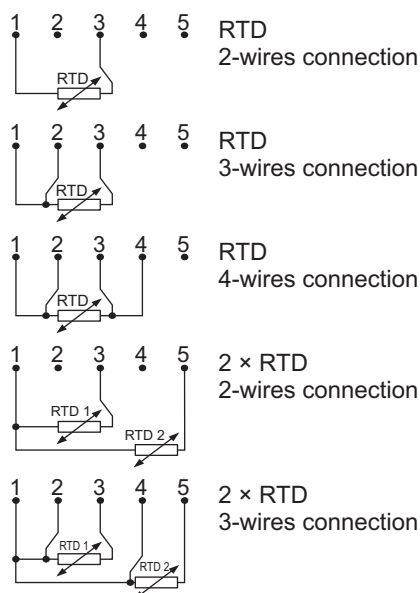 1 2 3 4 5
RTD
2-wires connection
RTD
1 2 3 4 5
RTD
3-wires connection
RTD
1 2 3 4 5
RTD
4-wires connection
RTD
1 2 3 4 5
2 × RTD
2-wires connection
RTD 1
RTD 2
1 2 3 4 5
2 × RTD
3-wires connection
RTD 1
RTD 2